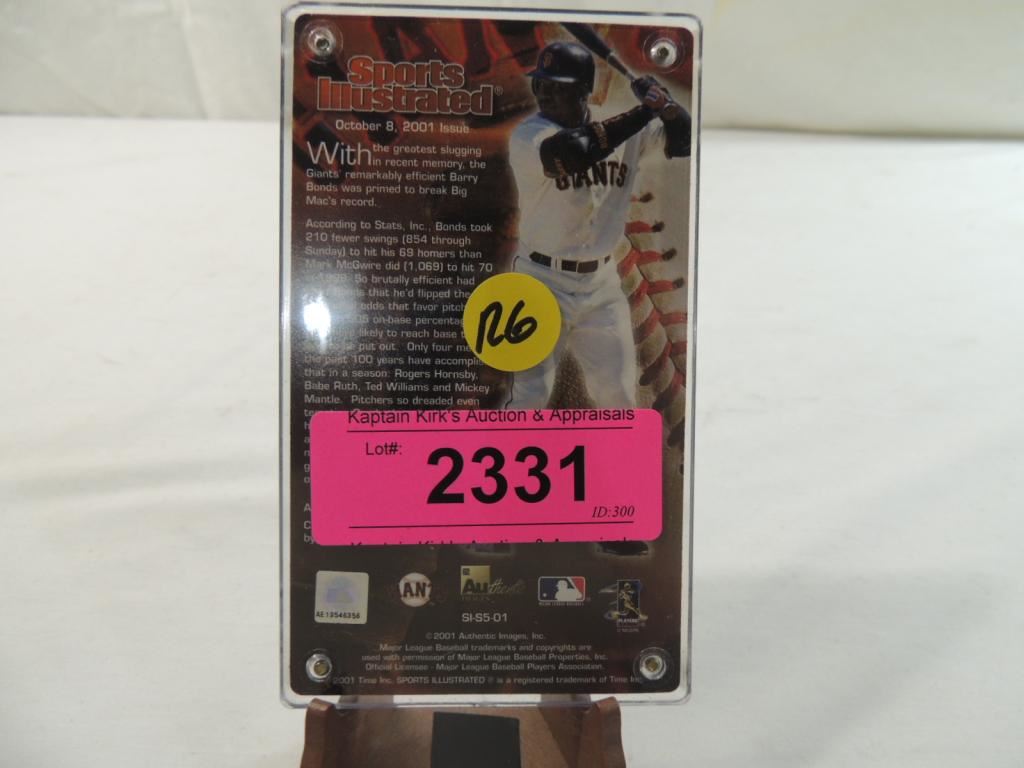 Sports
Illustrated®
October 8, 2001 Issue
With the greatest slugging
in recent memory, the
Giants' remarkably efficient Barry
Bonds was primed to break Big
Mac's record.
According to Stats, Inc., Bonds took
210 fewer swings (854 through
Sunday) to hit his 69 homers than
Mark McGwire did (1,069) to hit 70
So brutally efficient had
that he'd flipped the
odds that favor
on-base
likely to reach base
put out. Only four
the past 100 years have
that in a season: Rogers Hornsby,
Babe Ruth, Ted Williams and Mickey
Mantle. Pitchers so dreaded even
GIANTS
R6
Kaptain Kirk's Auction & Appraisals
Lot#:
2331
ID:300
by
AE19546356
Authentic
IMAGES
MAJOR LEAGUE BASEBALL
SI-S5-01
©2001 Authentic Images, Inc.
Major League Baseball trademarks and copyrights are
used with permission of Major League Baseball Properties, Inc.
Official Licensee - Major League Baseball Players Association.
2001 Time Inc. SPORTS ILLUSTRATED ® is a registered trademark of Time Inc